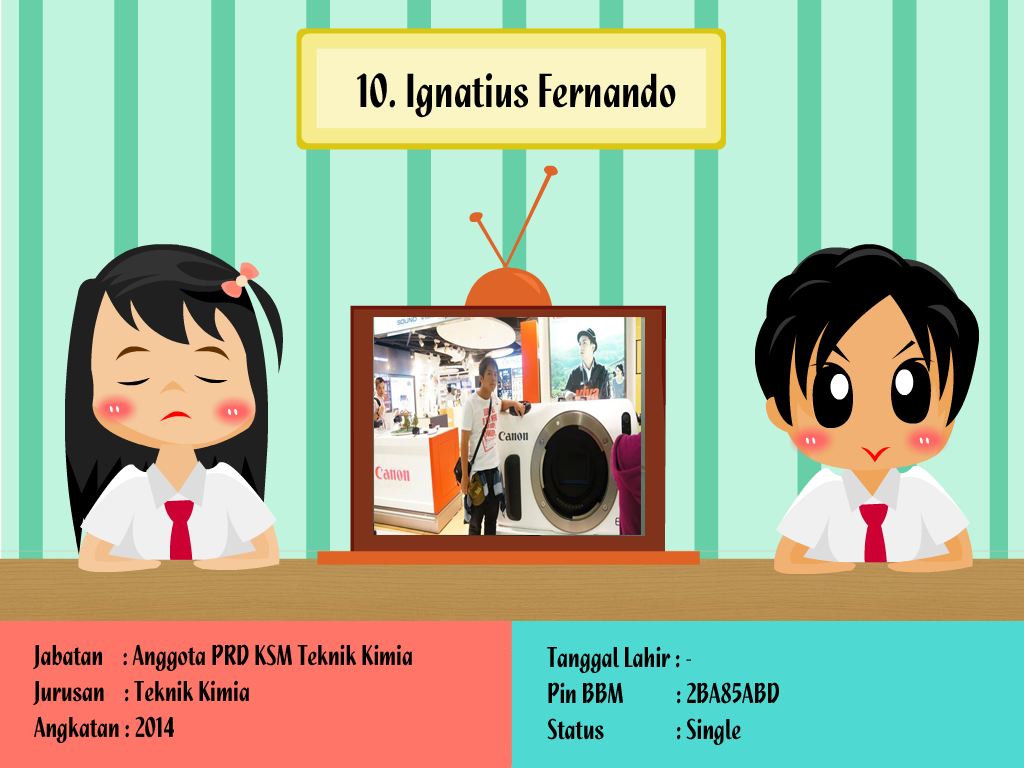 10. Ignatius Fernando
SOUND
Canon
Canon
Jabatan : Anggota PRD KSM Teknik Kimia
Jurusan : Teknik Kimia
Angkatan : 2014
Tanggal Lahir : -
Pin BBM : 2BA85ABD
Status : Single